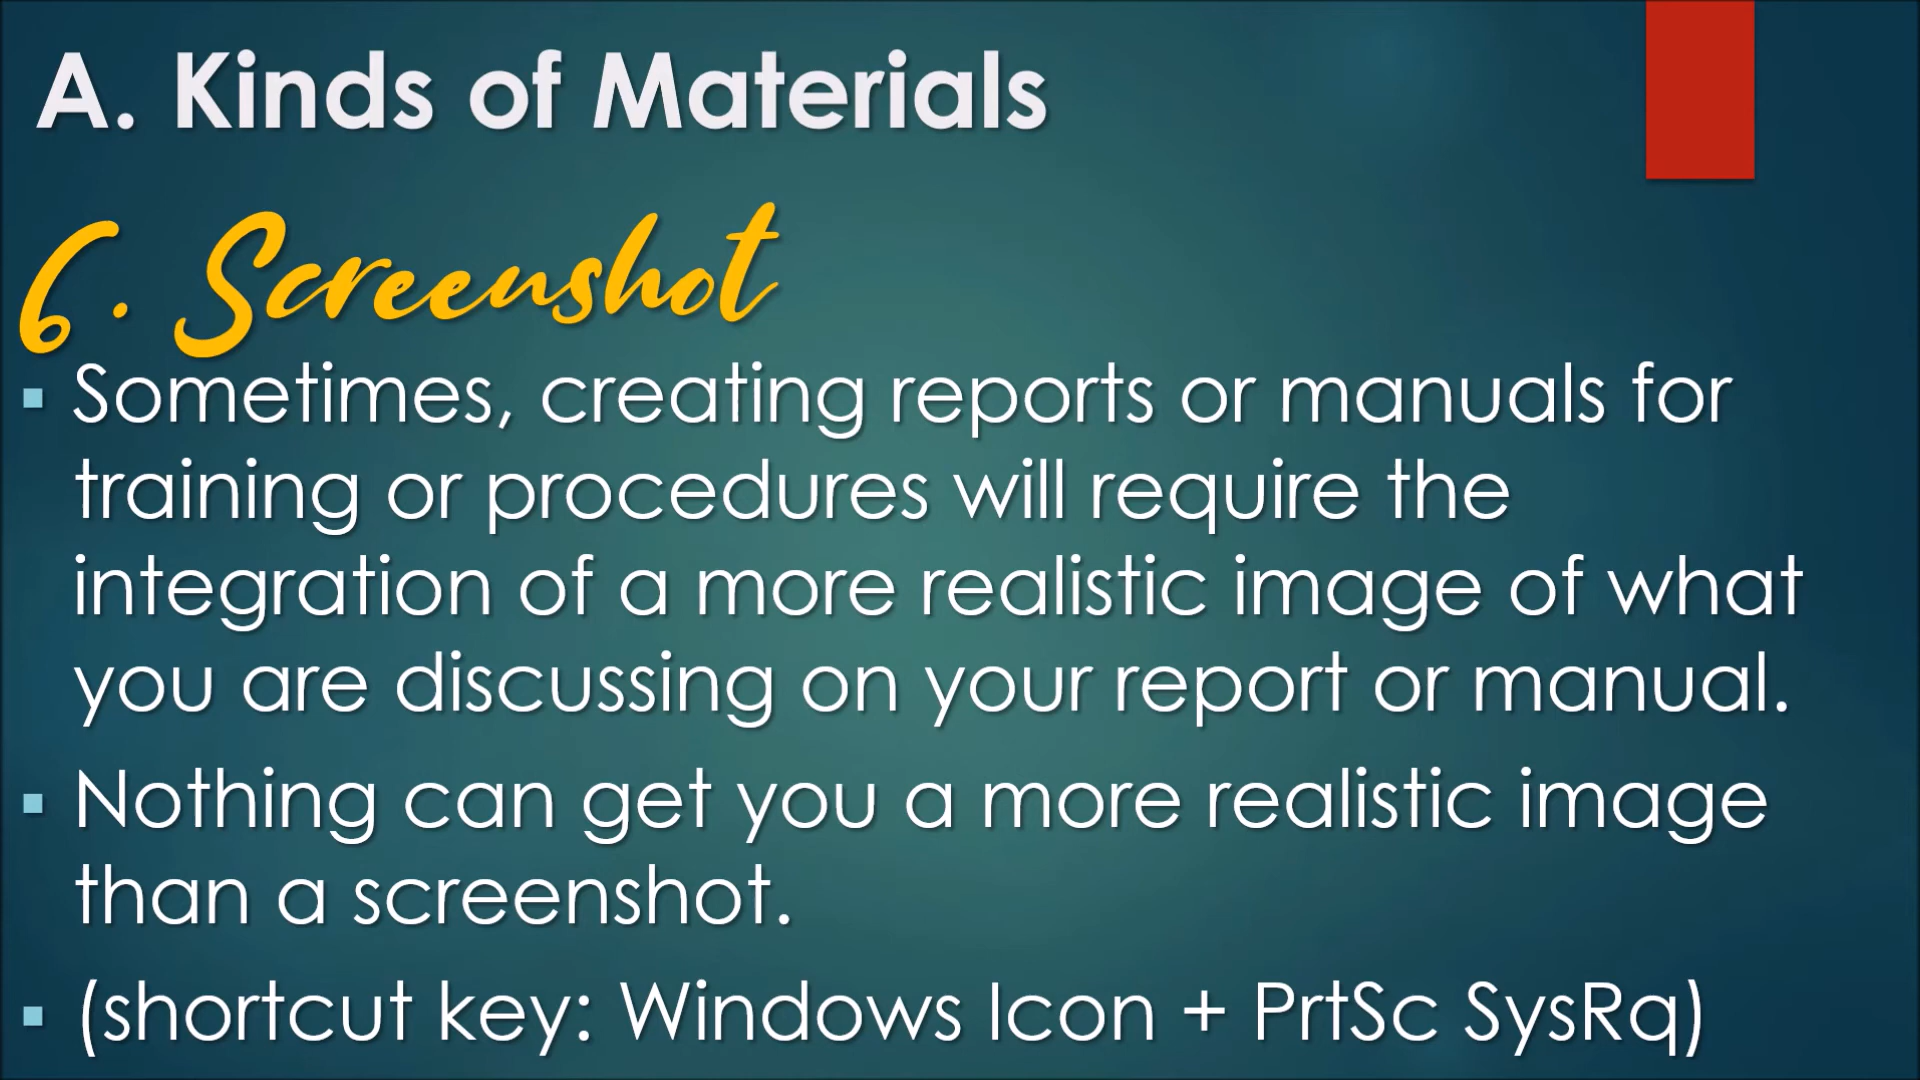 A. Kinds of Materials
6. Screenshot
▪ Sometimes, creating reports or manuals for
training or procedures will require the
integration of a more realistic image of what
you are discussing on your report or manual.
▪ Nothing can get you a more realistic image
than a screenshot.
▪ (shortcut key: Windows Icon + PrtSc SysRq)